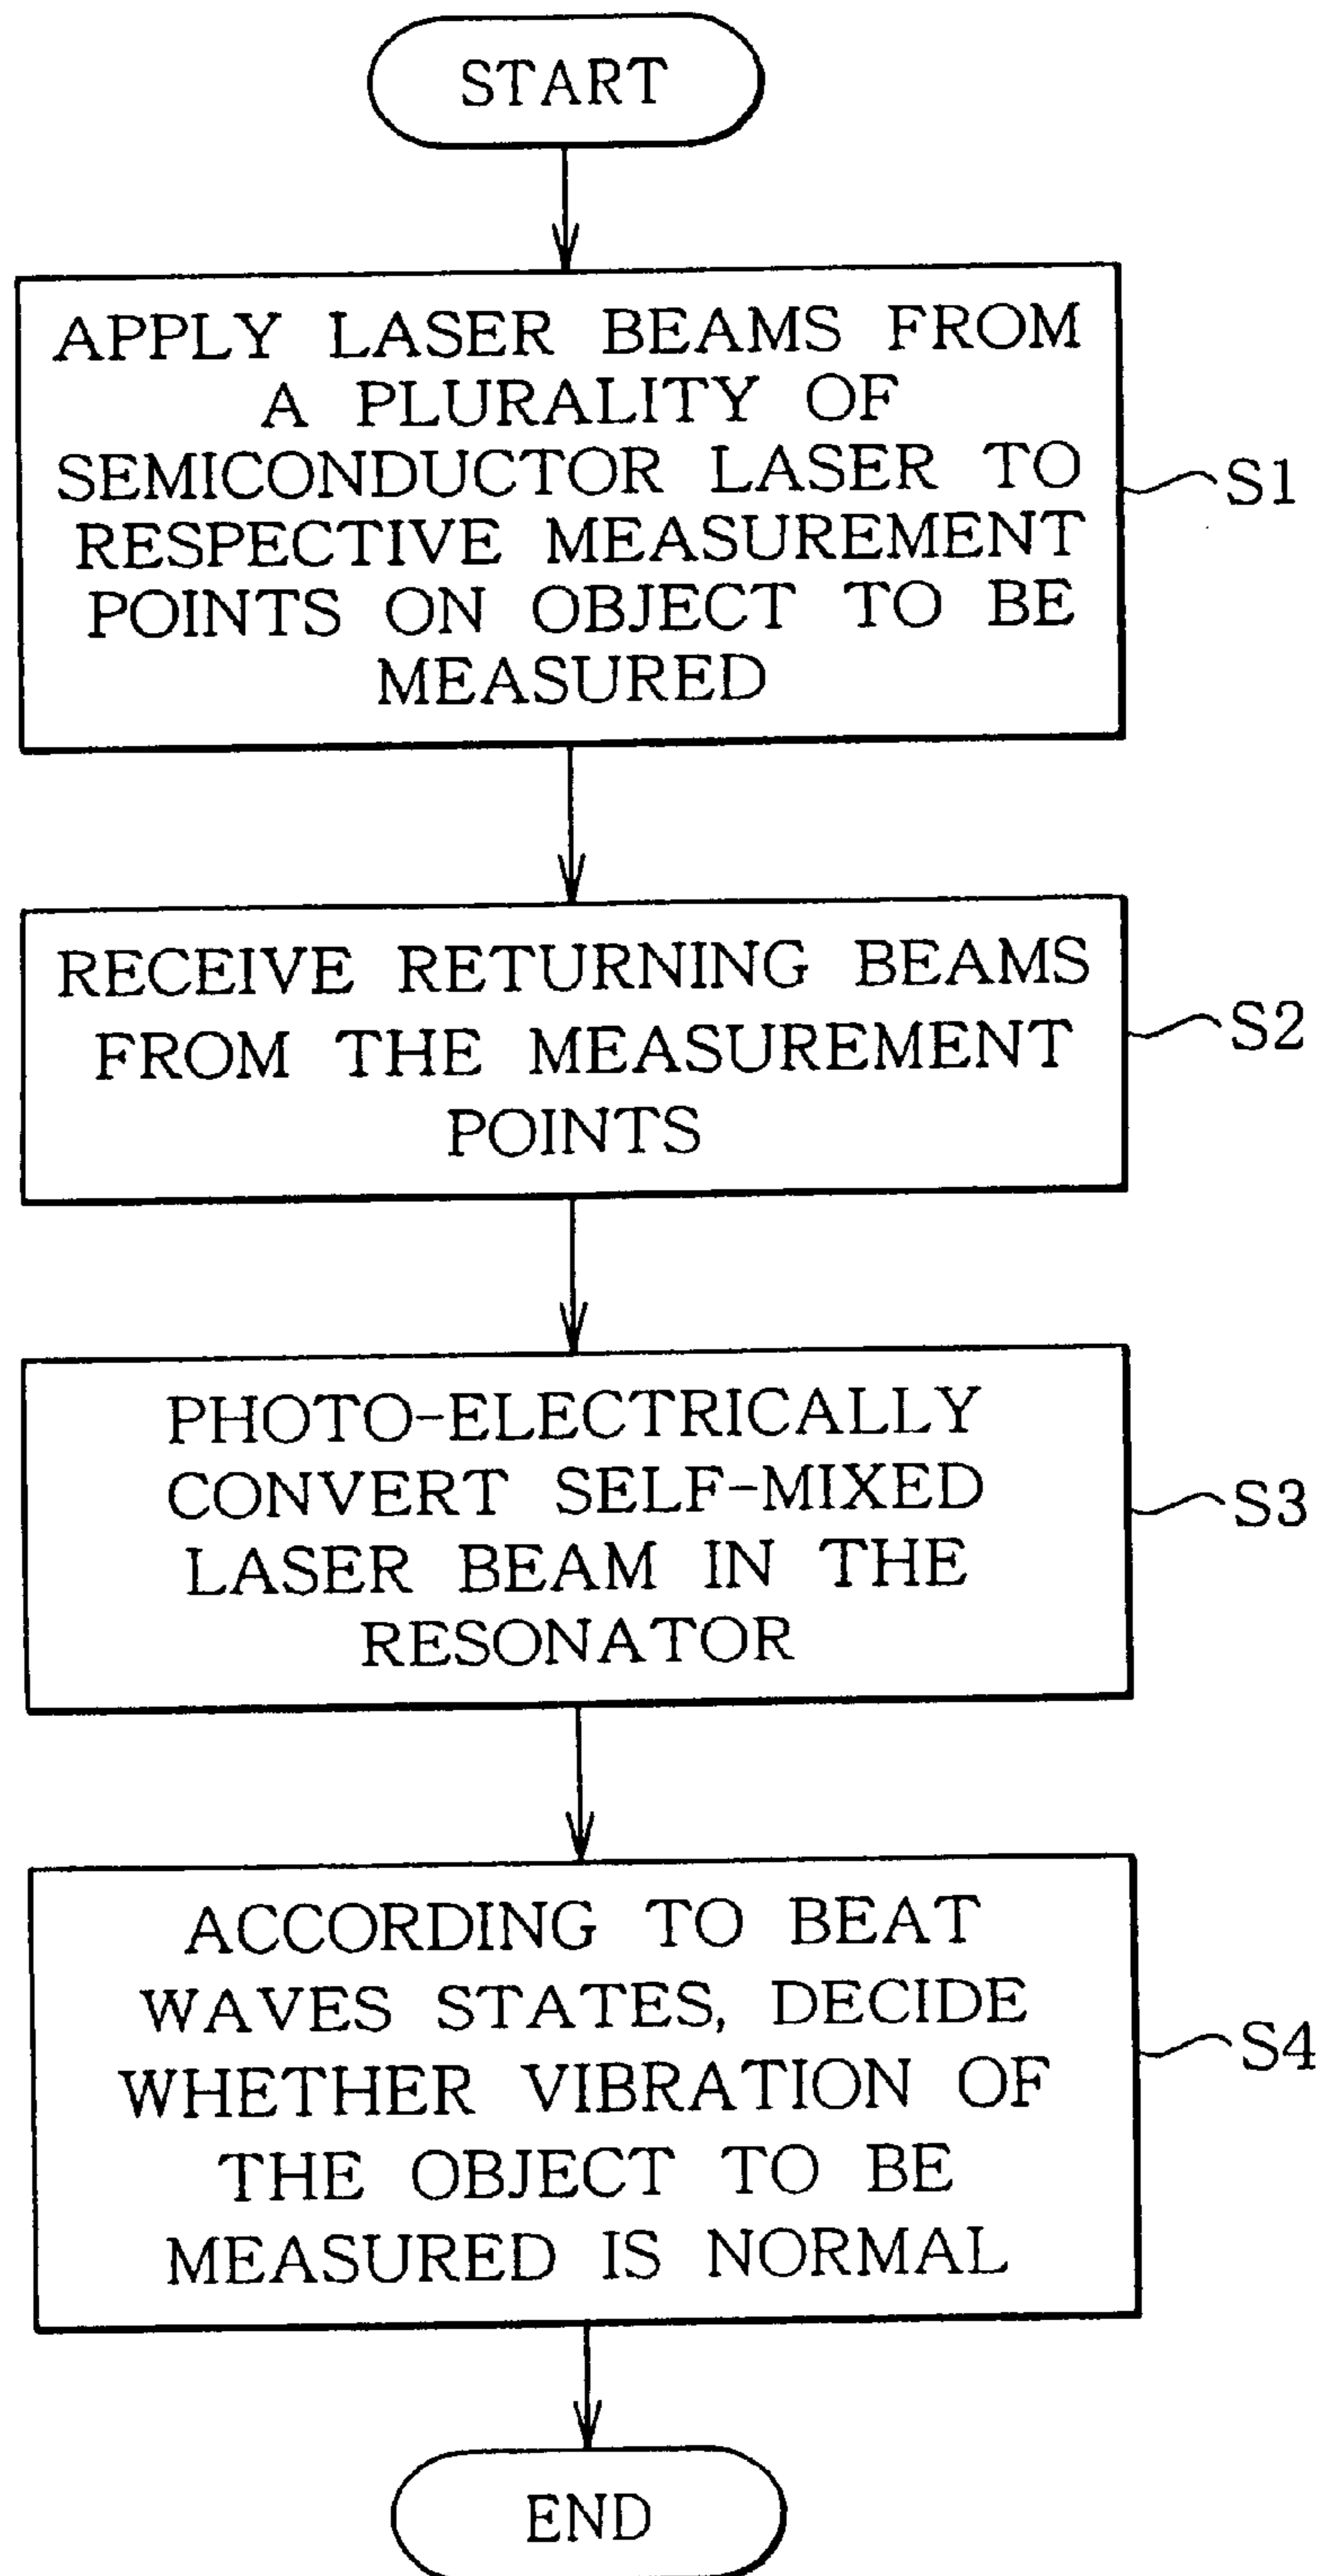 START
APPLY LASER BEAMS FROM
A PLURALITY OF
SEMICONDUCTOR LASER TO
RESPECTIVE MEASUREMENT
POINTS ON OBJECT TO BE
MEASURED
S1
RECEIVE RETURNING BEAMS
FROM THE MEASUREMENT
POINTS
S2
PHOTO-ELECTRICALLY
CONVERT SELF-MIXED
LASER BEAM IN THE
RESONATOR
S3
ACCORDING TO BEAT
WAVES STATES, DECIDE
WHETHER VIBRATION OF
THE OBJECT TO BE
MEASURED IS NORMAL
S4
END